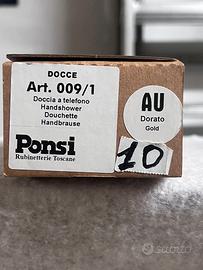 DOCCE
Art. 009/1
Doccia a telefono
Handshower
Douchette
Handbrause
AU
Dorato
Gold
Ponsi
Rubinetterie Toscane
10
subito